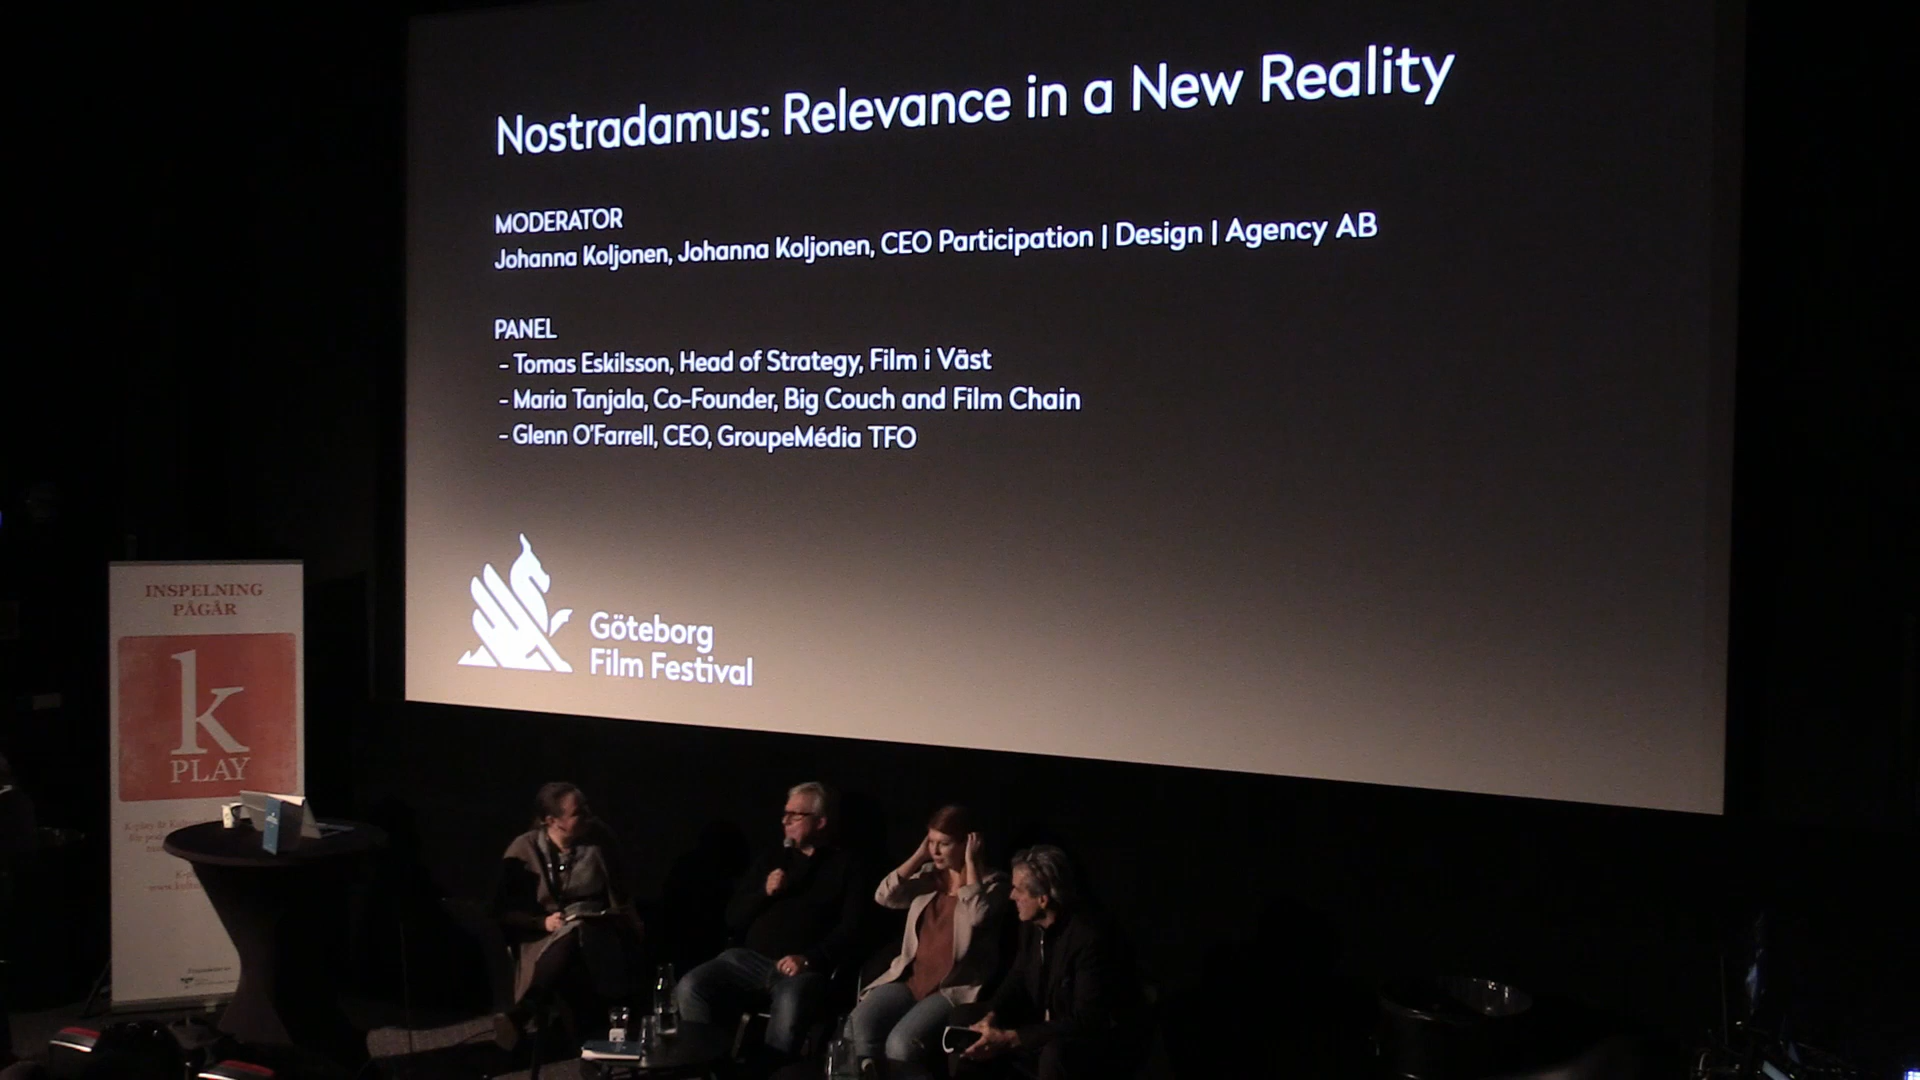 Nostradamus: Relevance in a New Reality
MODERATOR
Johanna Koljonen, Johanna Koljonen, CEO Participation | Design | Agency AB
PANEL
- Tomas Eskilsson, Head of Strategy, Film i Väst
- Maria Tanjala, Co-Founder, Big Couch and Film Chain
- Glenn O'Farrell, CEO, GroupeMédia TFO
Göteborg
Film Festival
INSPELNING
PÅGÅR
k
PLAY